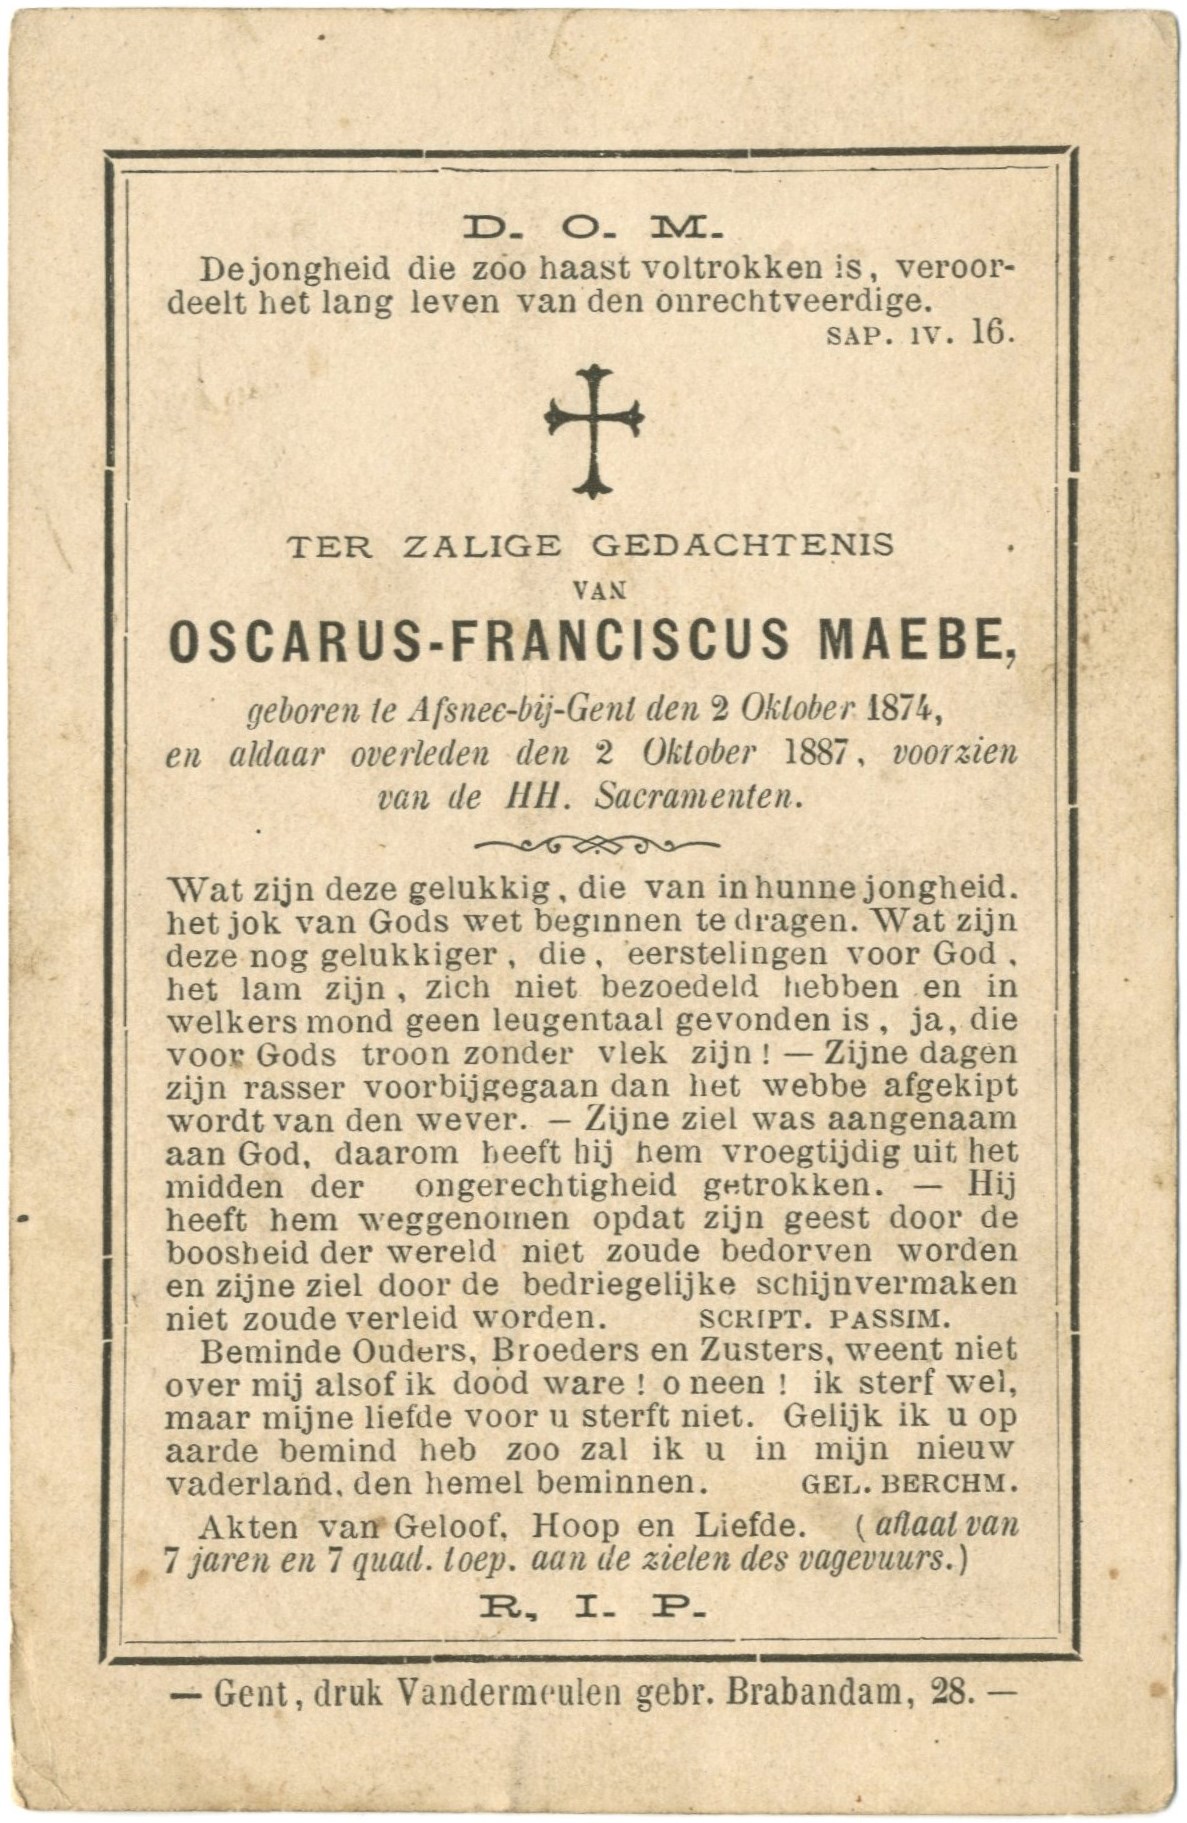 D. O. M.
De jongheid die zoo haast voltrokken is, veroor-
deelt het lang leven van den onrechtveerdige.
SAP. IV. 16.
TER ZALIGE GEDACHTENIS
VAN
OSCARUS-FRANCISCUS MAEBE,
geboren te Afsnee-bij-Gent den 2 Oktober 1874,
en aldaar overleden den 2 Oktober 1887, voorzien
van de HH. Sacramenten.
Wat zijn deze gelukkig, die van in hunne jongheid.
het jok van Gods wet beginnen te dragen. Wat zijn
deze nog gelukkiger, die, eerstelingen voor God,
het lam zijn, zich niet bezoedeld hebben en in
welkers mond geen leugentaal gevonden is, ja, die
voor Gods troon zonder vlek zijn! — Zijne dagen
zijn rasser voorbijgegaan dan het webbe afgekipt
wordt van den wever. — Zijne ziel was aangenaam
aan God, daarom heeft hij hem vroegtijdig uit het
midden der ongerechtigheid getrokken. — Hij
heeft hem weggenomen opdat zijn geest door de
boosheid der wereld niet zoude bedorven worden
en zijne ziel door de bedriegelijke schijnvermaken
niet zoude verleid worden. SCRIPT. PASSIM.
Beminde Ouders, Broeders en Zusters, weent niet
over mij alsof ik dood ware! o neen! ik sterf wel,
maar mijne liefde voor u sterft niet. Gelijk ik u op
aarde bemind heb zoo zal ik u in mijn nieuw
vaderland, den hemel beminnen. GEL. BERCHM.
Akten van Geloof, Hoop en Liefde. (aflaat van
7 jaren en 7 quad. toep. aan de zielen des vagevuurs.)
R, I. P.
— Gent, druk Vandermeulen gebr. Brabandam, 28. —